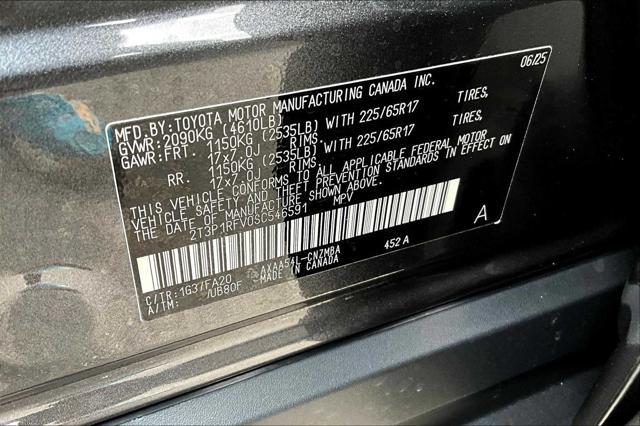 06/25
MFD.BY:TOYOTA MOTOR MANUFACTURING CANADA INC.
GVWR:2090KG (4610LB)
GAWR:FRT. 1150KG (2535LB) WITH 225/65R17 TIRES,
17x7.0J RIMS.
RR. 1150KG (2535LB) WITH 225/65R17 TIRES,
17x7.0J RIMS.
THIS VEHICLE CONFORMS TO ALL APPLICABLE FEDERAL MOTOR
VEHICLE SAFETY AND THEFT PREVENTION STANDARDS IN EFFECT ON
THE DATE OF MANUFACTURE SHOWN ABOVE.
2T3P1RFV0SC546591 MPV
A
C/TR: 1G3/FA20 AXAA54L-CNZMBA 452A
A/TM: /UB80F MADE IN CANADA